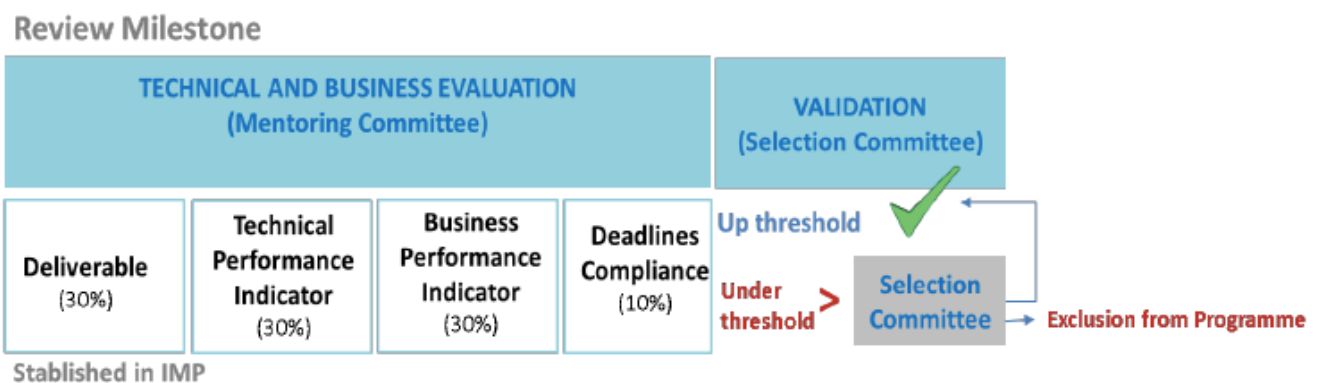 Review Milestone
TECHNICAL AND BUSINESS EVALUATION
(Mentoring Committee)
VALIDATION
(Selection Committee)
Deliverable
(30%)
Technical
Performance
Indicator
(30%)
Business
Performance
Indicator
(30%)
Deadlines
Compliance
(10%)
Up threshold
Under
threshold
>
Selection
Committee
Exclusion from Programme
Stablished in IMP